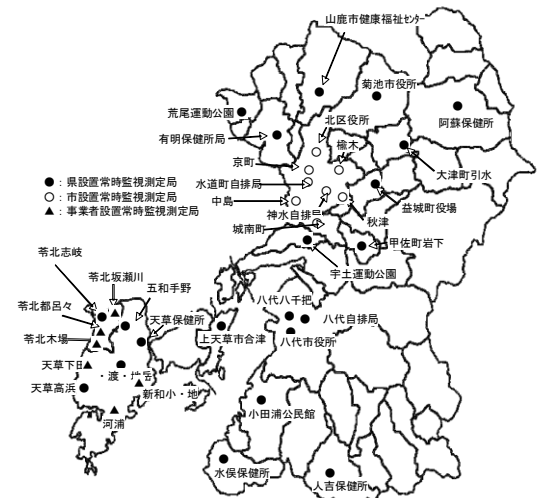 山鹿市健康福祉ｾﾝﾀｰ
菊池市役所
荒尾運動公園
北区役所
阿蘇保健所
有明保健所局
楡木
京町
大津町引水
●：県設置常時監視測定局
水道町自排局
○：市設置常時監視測定局
中島
益城町役場
▲：事業者設置常時監視測定局
神水自排局
秋津
城南町
甲佐町岩下
苓北志岐
宇土運動公園
苓北坂瀬川
五和手野
八代八千把
苓北都呂々
天草保健所
八代自排局
苓北木場
上天草市合津
八代市役所
天草下田
天草高浜
新和小・地
小田浦公民館
河浦
水俣保健所
人吉保健所